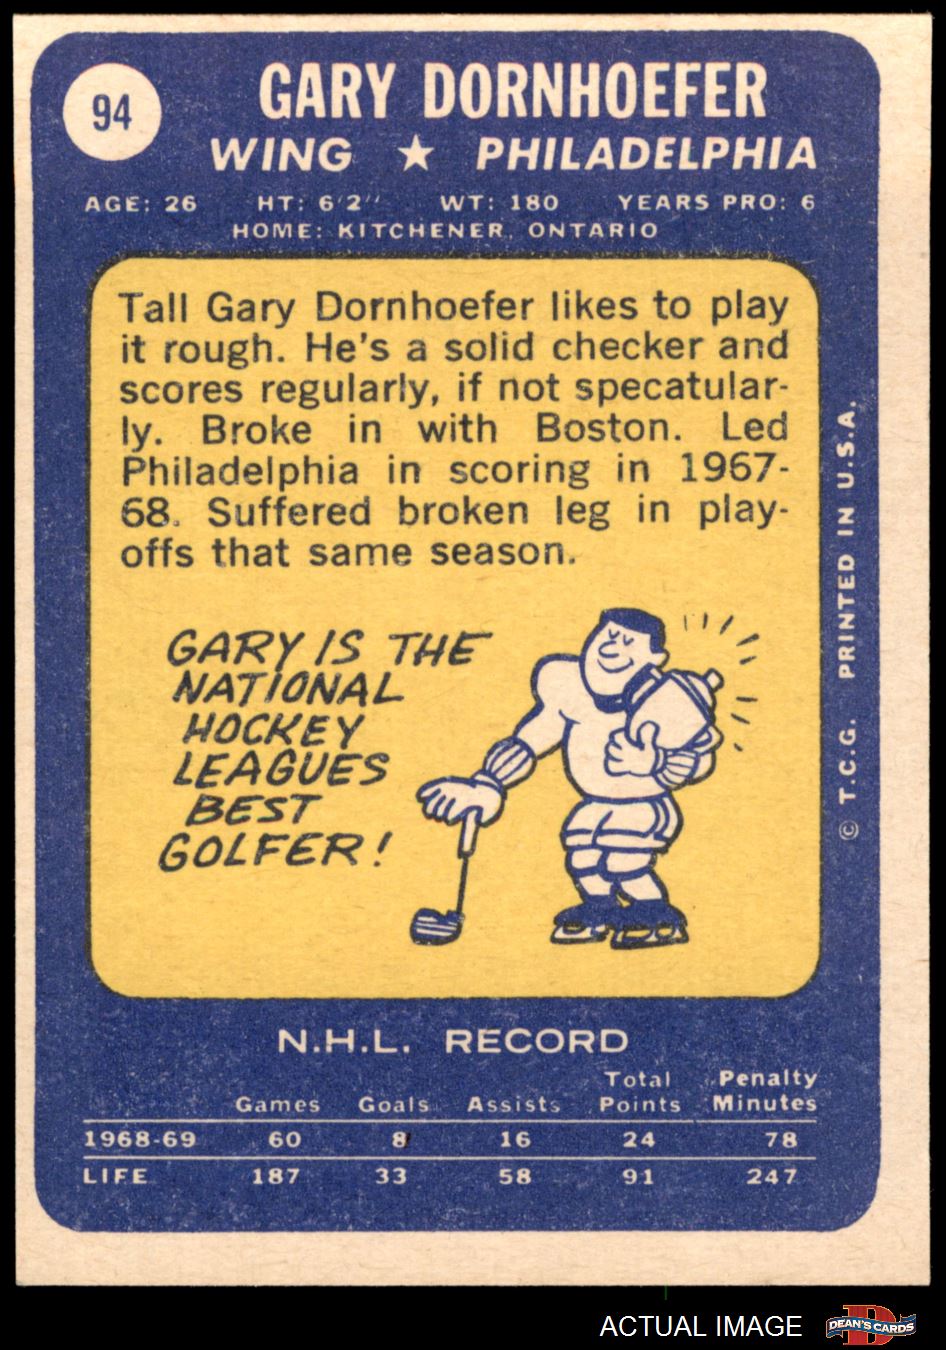 94
GARY DORNHOEFER
WING ★ PHILADELPHIA
AGE: 26 HT: 6'2" WT: 180 YEARS PRO: 6
HOME: KITCHENER, ONTARIO
Tall Gary Dornhoefer likes to play
it rough. He's a solid checker and
scores regularly, if not specatular-
ly. Broke in with Boston. Led
Philadelphia in scoring in 1967-
68. Suffered broken leg in play-
offs that same season.
GARY IS THE
NATIONAL
HOCKEY
LEAGUES
BEST
GOLFER!
© T.C.G. PRINTED IN U.S.A.
N.H.L. RECORD
Games Goals Assists Total Points Penalty Minutes
1968-69 60 8 16 24 78
LIFE 187 33 58 91 247
ACTUAL IMAGE
D
DEAN'S CARDS